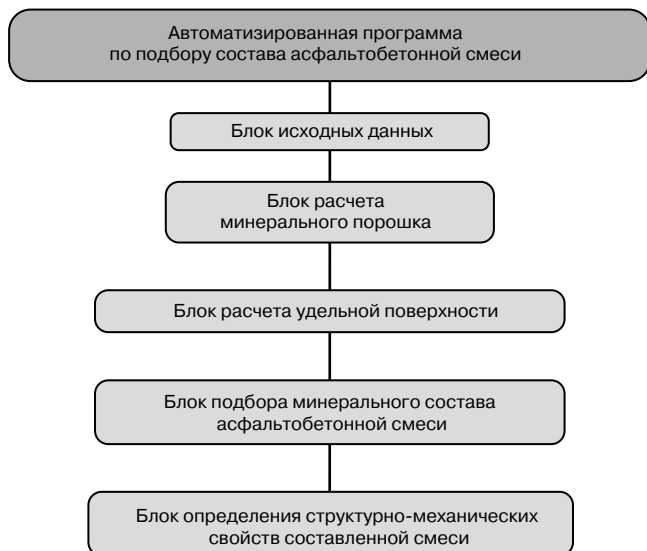 Автоматизированная программа
по подбору состава асфальтобетонной смеси
Блок исходных данных
Блок расчета
минерального порошка
Блок расчета удельной поверхности
Блок подбора минерального состава
асфальтобетонной смеси
Блок определения структурно-механических
свойств составленной смеси